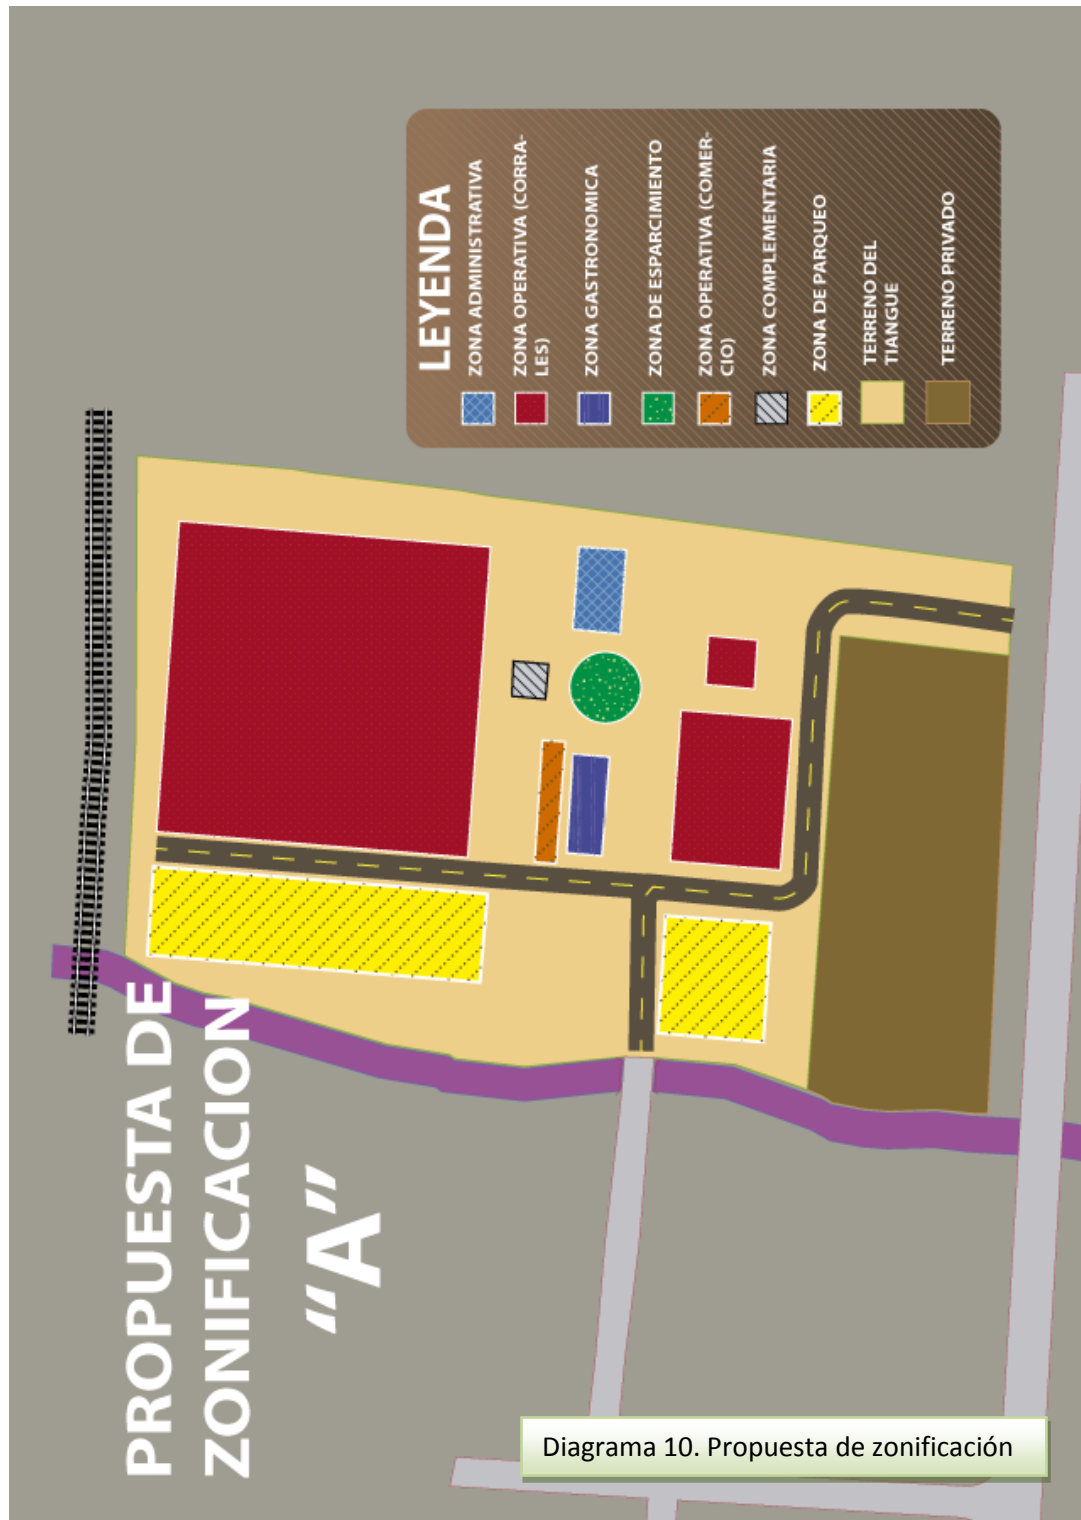 PROPUESTA DE
ZONIFICACION
"A"
LEYENDA
ZONA ADMINISTRATIVA
ZONA OPERATIVA (CORRA-
LES)
ZONA GASTRONOMICA
ZONA DE ESPARCIMIENTO
ZONA OPERATIVA (COMER-
CIO)
ZONA COMPLEMENTARIA
ZONA DE PARQUEO
TERRENO DEL
TIANGUE
TERRENO PRIVADO
Diagrama 10. Propuesta de zonificación